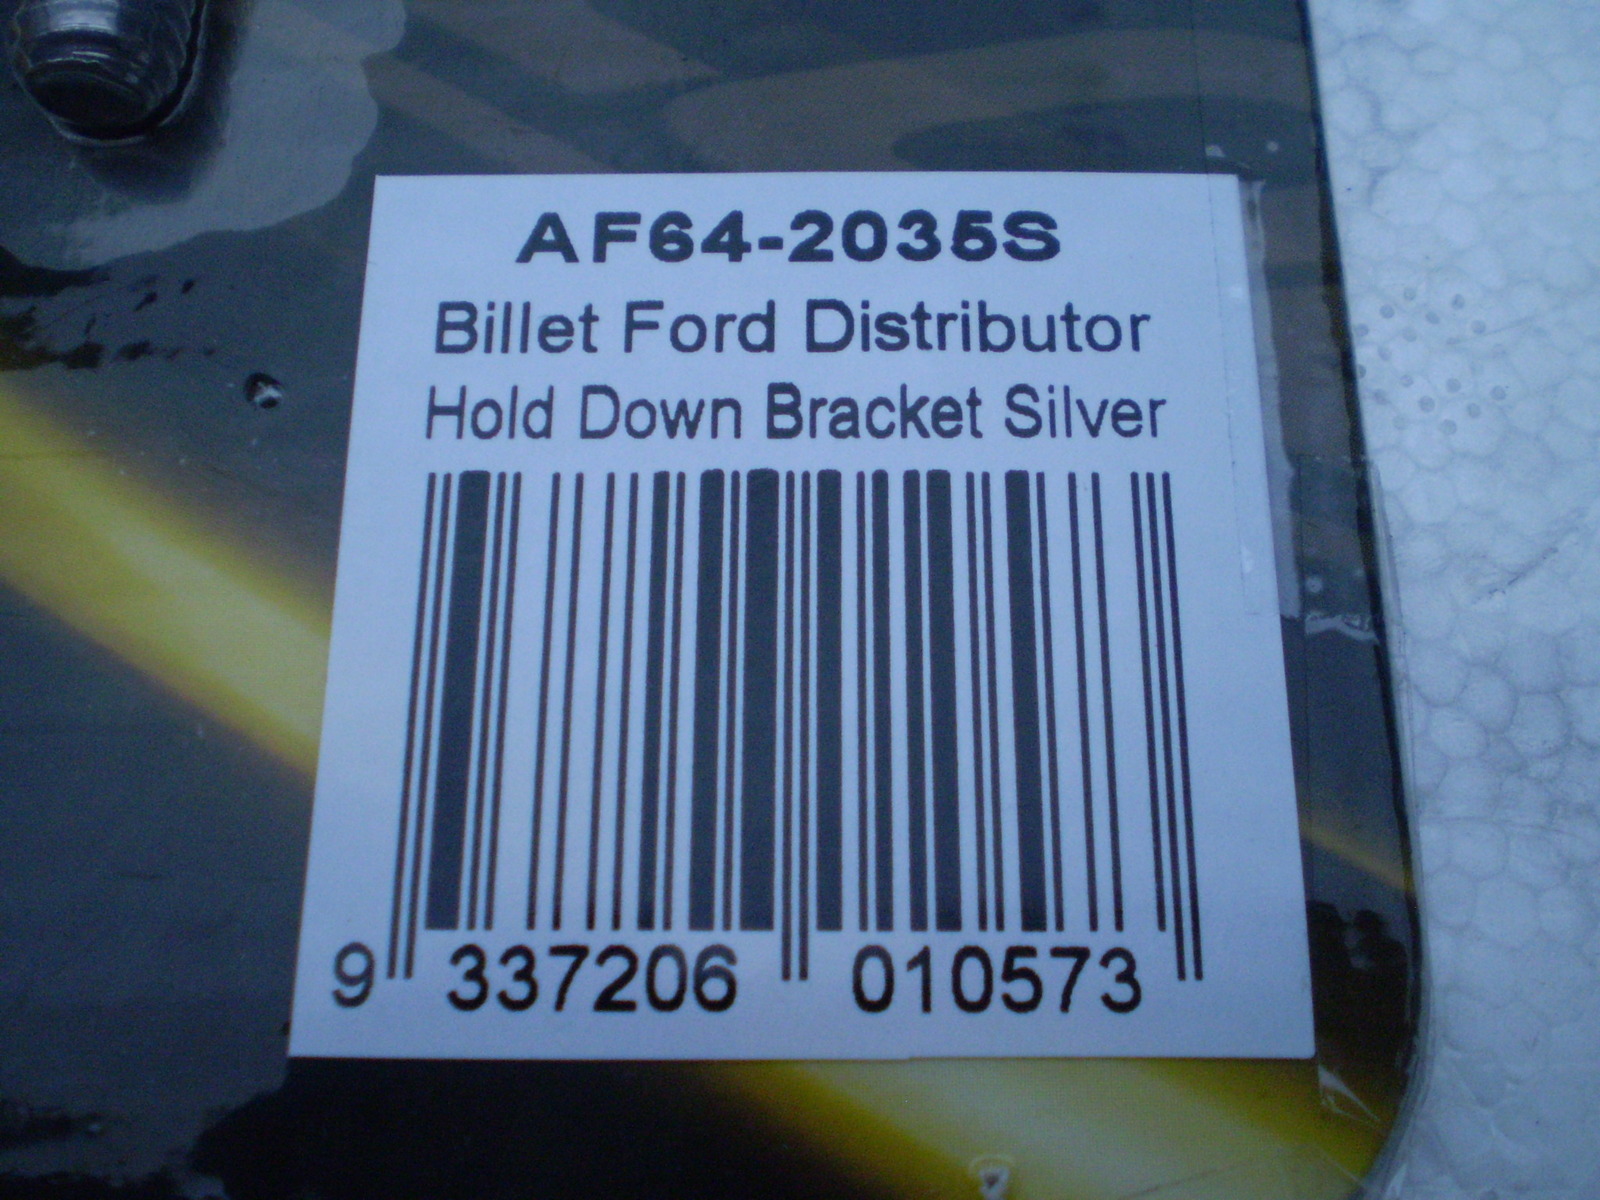 AF64-2035S
Billet Ford Distributor
Hold Down Bracket Silver
9 337206 010573